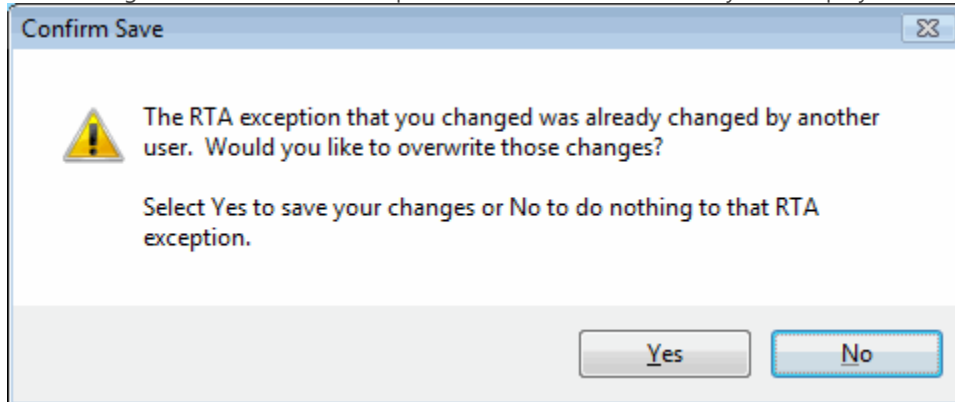 Confirm Save
The RTA exception that you changed was already changed by another
user.  Would you like to overwrite those changes?
Select Yes to save your changes or No to do nothing to that RTA
exception.
Yes
No